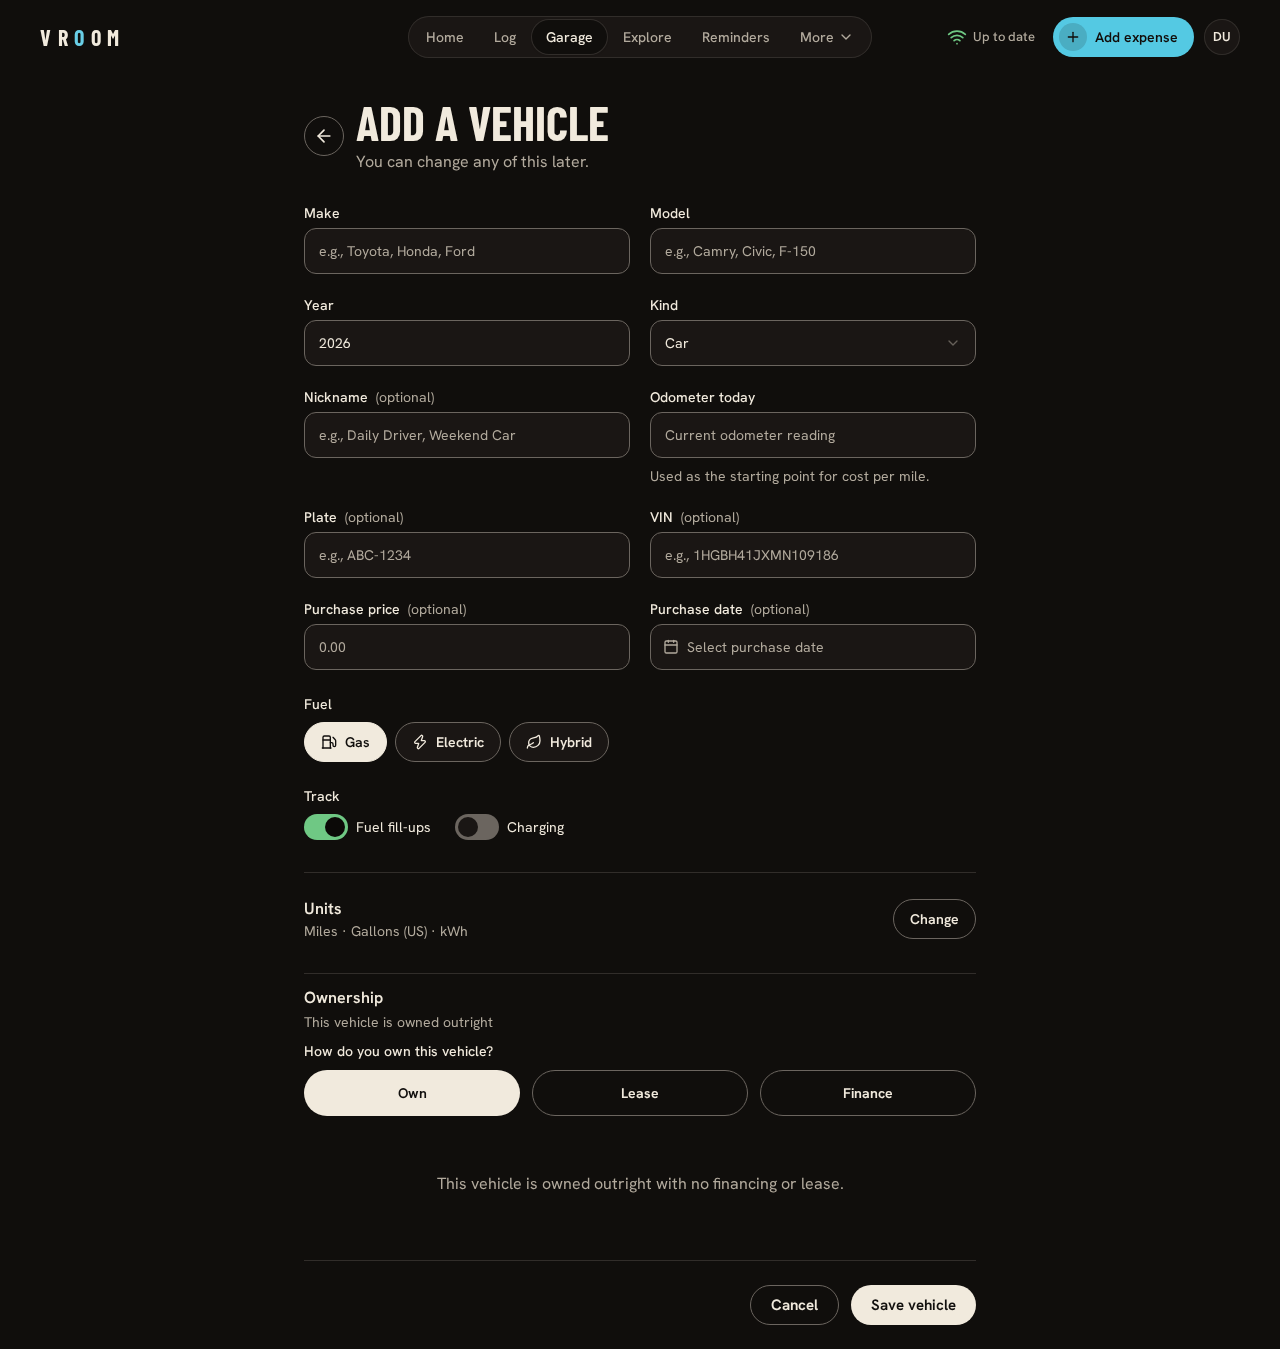 VROOM
Home Log Garage Explore Reminders More
Up to date
Add expense
DU
ADD A VEHICLE
You can change any of this later.
Make Model
e.g., Toyota, Honda, Ford e.g., Camry, Civic, F-150
Year Kind
2026 Car
Nickname (optional) Odometer today
e.g., Daily Driver, Weekend Car Current odometer reading
Used as the starting point for cost per mile.
Plate (optional) VIN (optional)
e.g., ABC-1234 e.g., 1HGBH41JXMN109186
Purchase price (optional) Purchase date (optional)
0.00 Select purchase date
Fuel
Gas Electric Hybrid
Track
Fuel fill-ups Charging
Units
Miles · Gallons (US) · kWh
Change
Ownership
This vehicle is owned outright
How do you own this vehicle?
Own Lease Finance
This vehicle is owned outright with no financing or lease.
Cancel Save vehicle